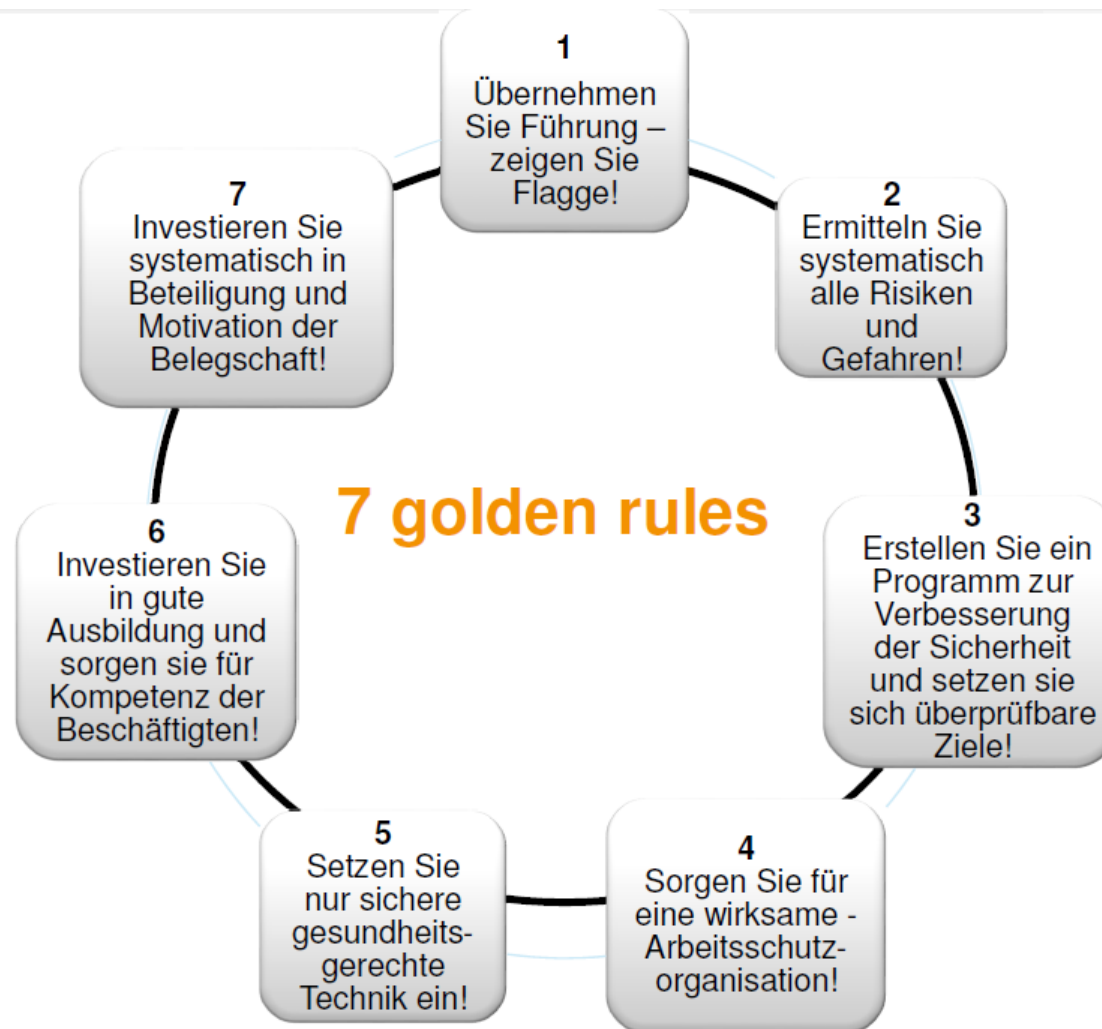 1
Übernehmen
Sie Führung –
zeigen Sie
Flagge!
2
Ermitteln Sie
systematisch
alle Risiken
und
Gefahren!
3
Erstellen Sie ein
Programm zur
Verbesserung
der Sicherheit
und setzen sie
sich überprüfbare
Ziele!
4
Sorgen Sie für
eine wirksame -
Arbeitsschutz-
organisation!
5
Setzen Sie
nur sichere
gesundheits-
gerechte
Technik ein!
6
Investieren Sie
in gute
Ausbildung und
sorgen sie für
Kompetenz der
Beschäftigten!
7
Investieren Sie
systematisch in
Beteiligung und
Motivation der
Belegschaft!
7 golden rules